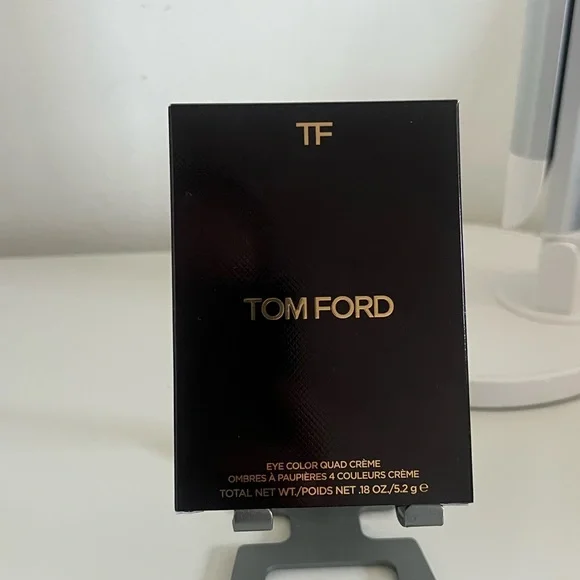 TF
TOM FORD
EYE COLOR QUAD CRÈME
OMBRES À PAUPIÈRES 4 COULEURS CRÈME
TOTAL NET WT./POIDS NET .18 OZ./5.2 g ℮